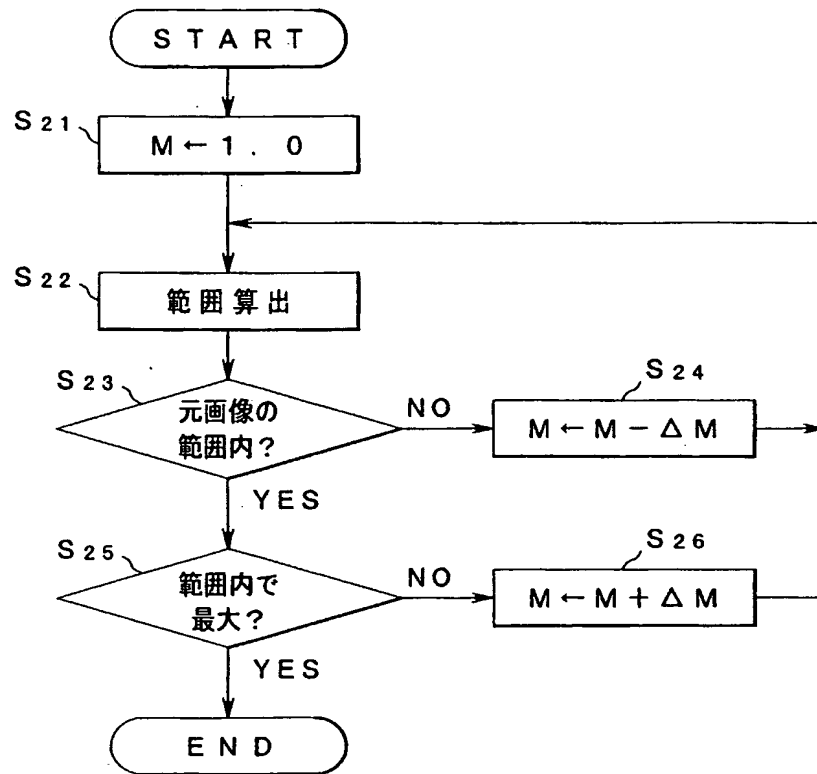 START
S21
M←1.0
S22
範囲算出
S23
元画像の
範囲内?
NO
S24
M←M-ΔM
YES
S25
範囲内で
最大?
NO
S26
M←M+ΔM
YES
END